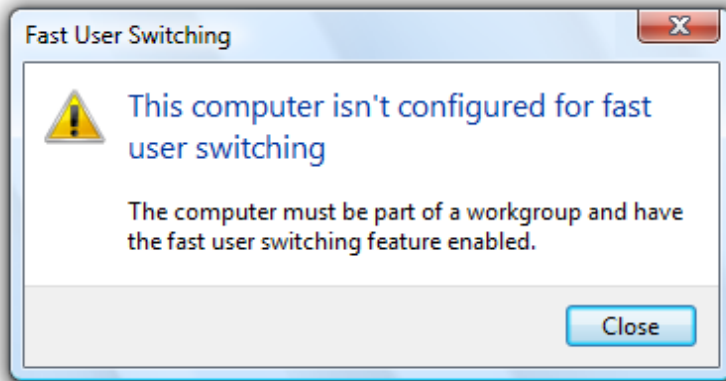 Fast User Switching
This computer isn't configured for fast
user switching
The computer must be part of a workgroup and have
the fast user switching feature enabled.
Close